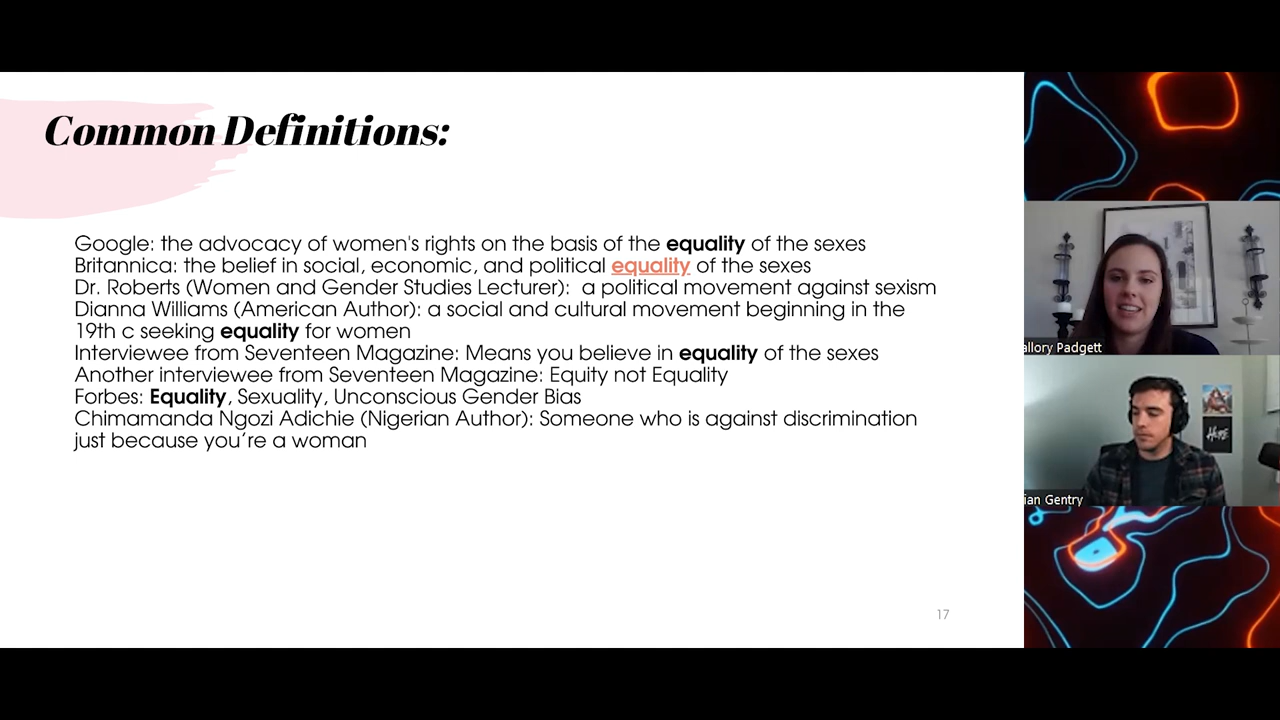 Common Definitions:
Google: the advocacy of women's rights on the basis of the equality of the sexes
Britannica: the belief in social, economic, and political equality of the sexes
Dr. Roberts (Women and Gender Studies Lecturer):  a political movement against sexism
Dianna Williams (American Author): a social and cultural movement beginning in the
19th c seeking equality for women
Interviewee from Seventeen Magazine: Means you believe in equality of the sexes
Another interviewee from Seventeen Magazine: Equity not Equality
Forbes: Equality, Sexuality, Unconscious Gender Bias
Chimamanda Ngozi Adichie (Nigerian Author): Someone who is against discrimination
just because you’re a woman
17
allory Padgett
HERE
ian Gentry